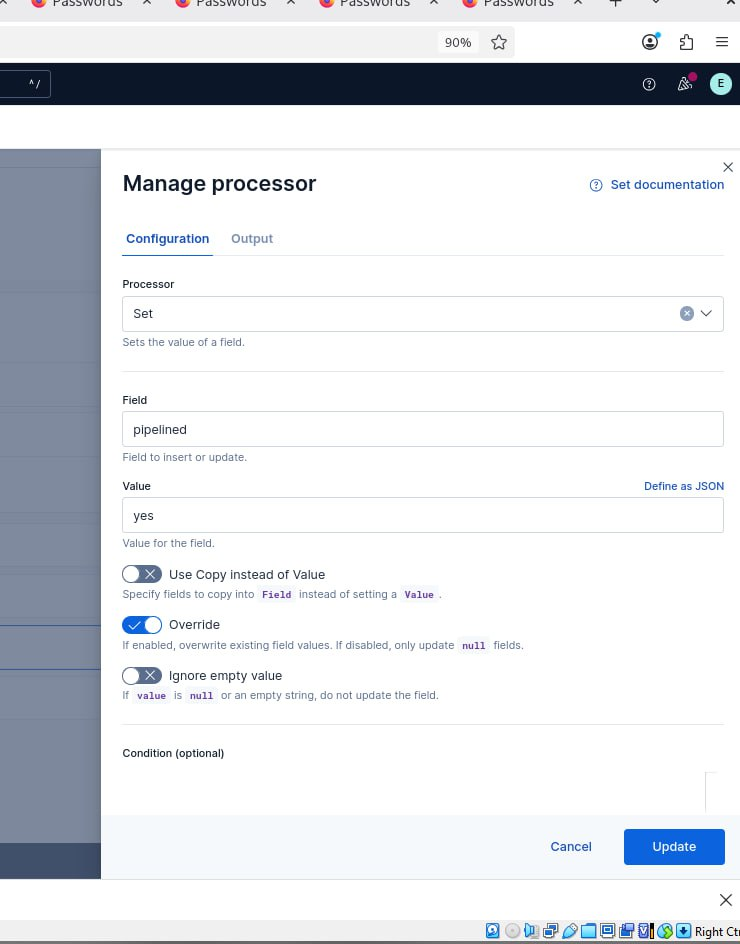 Passwords Passwords Passwords Passwords
90%
^/
E
Manage processor
Set documentation
Configuration Output
Processor
Set
Sets the value of a field.
Field
pipelined
Field to insert or update.
Value Define as JSON
yes
Value for the field.
Use Copy instead of Value
Specify fields to copy into Field instead of setting a Value .
Override
If enabled, overwrite existing field values. If disabled, only update null fields.
Ignore empty value
If value is null or an empty string, do not update the field.
Condition (optional)
Cancel Update
Right Ct